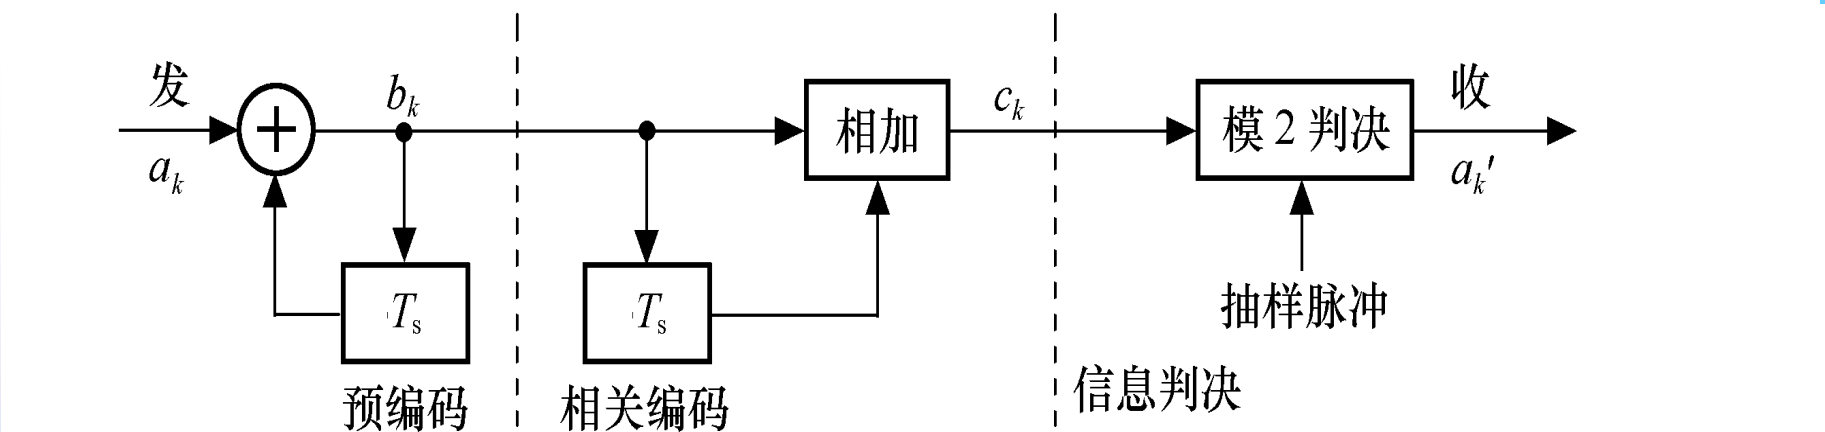 发
a_k
+
b_k
T_s
预编码
T_s
相加
相关编码
c_k
模2判决
抽样脉冲
信息判决
收
a_k'